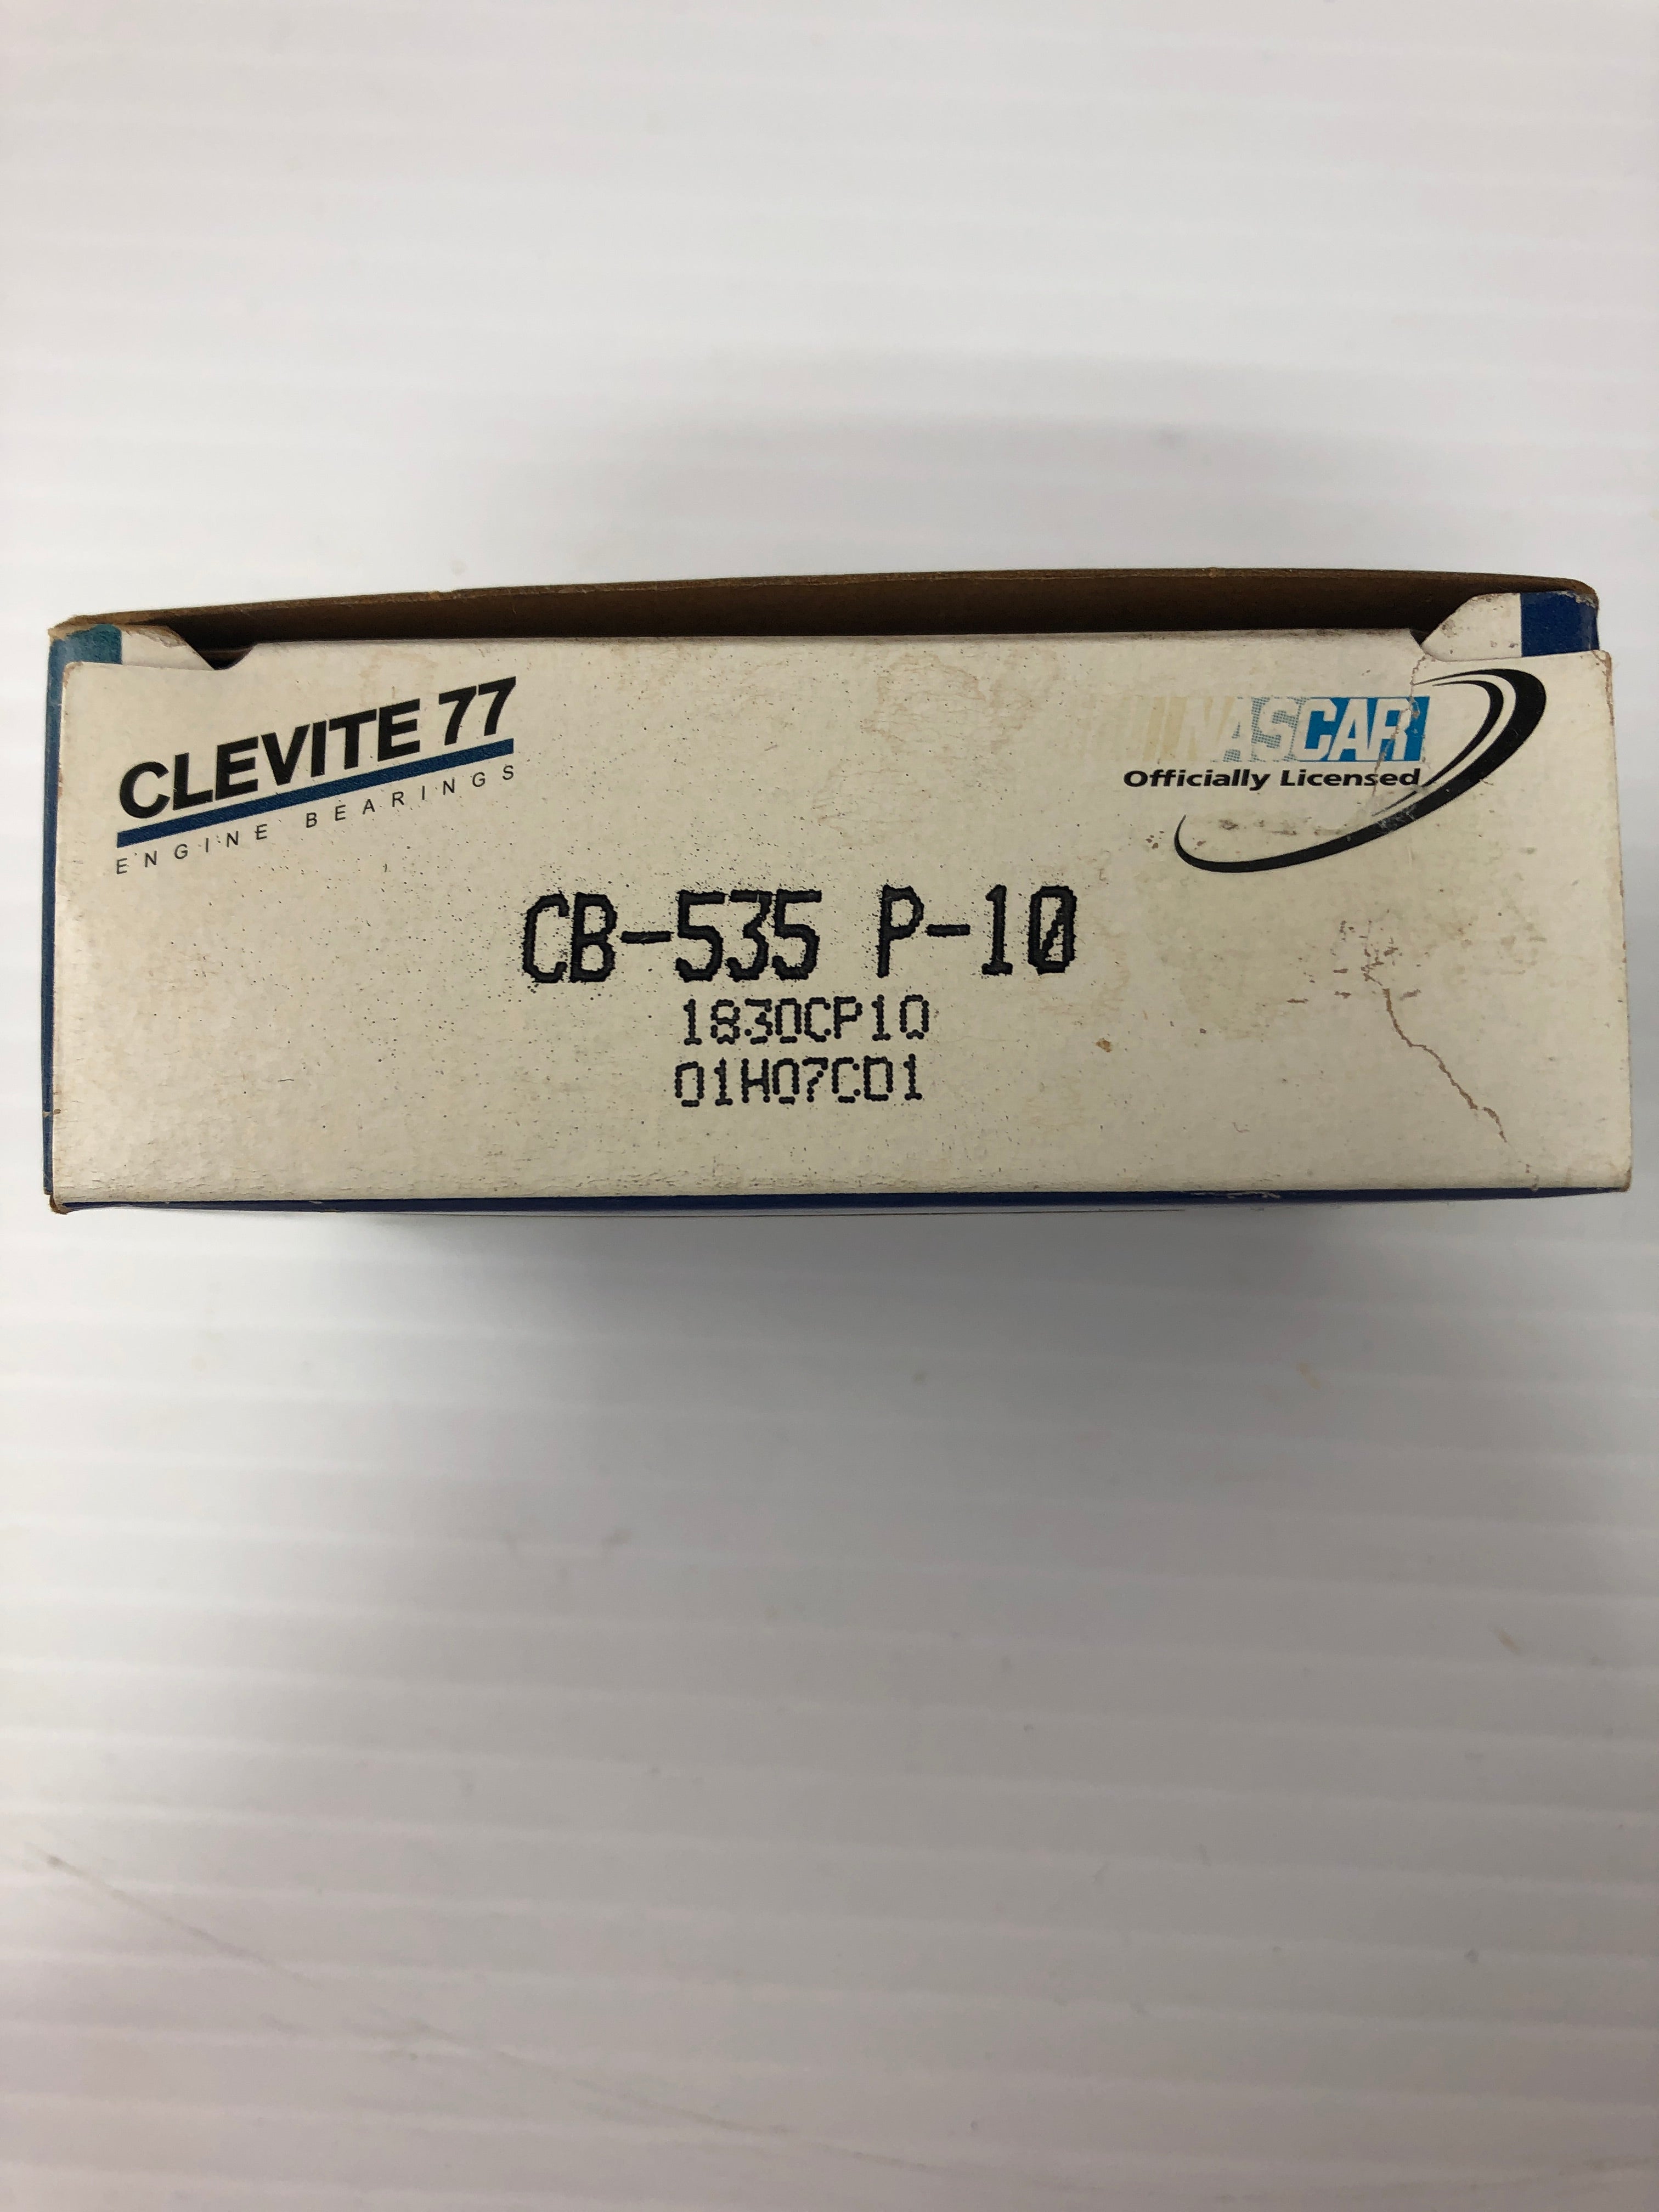 CLEVITE 77
ENGINE BEARINGS
NASCAR
Officially Licensed
CB-535 P-10
1830CP10
01H07CD1